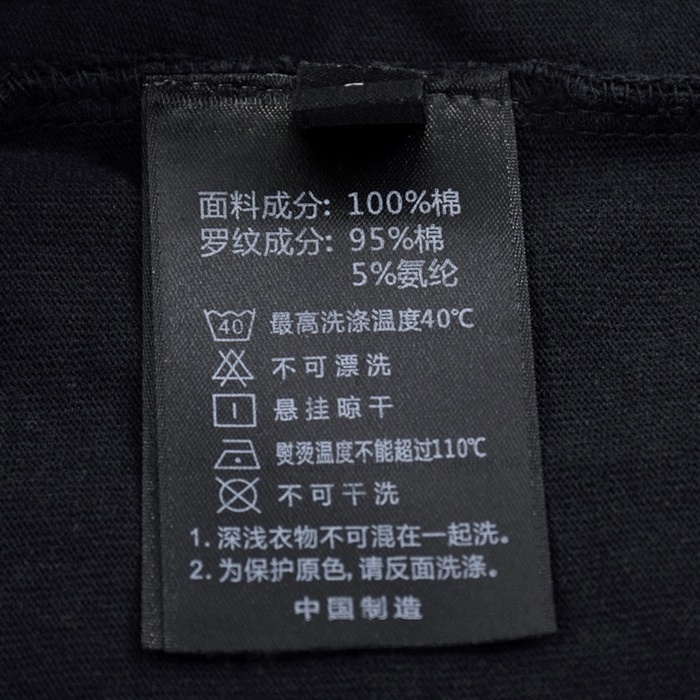 面料成分: 100%棉
罗纹成分: 95%棉
5%氨纶
40 最高洗涤温度40℃
不可漂洗
悬挂晾干
熨烫温度不能超过110℃
不可干洗
1. 深浅衣物不可混在一起洗。
2. 为保护原色, 请反面洗涤。
中国制造